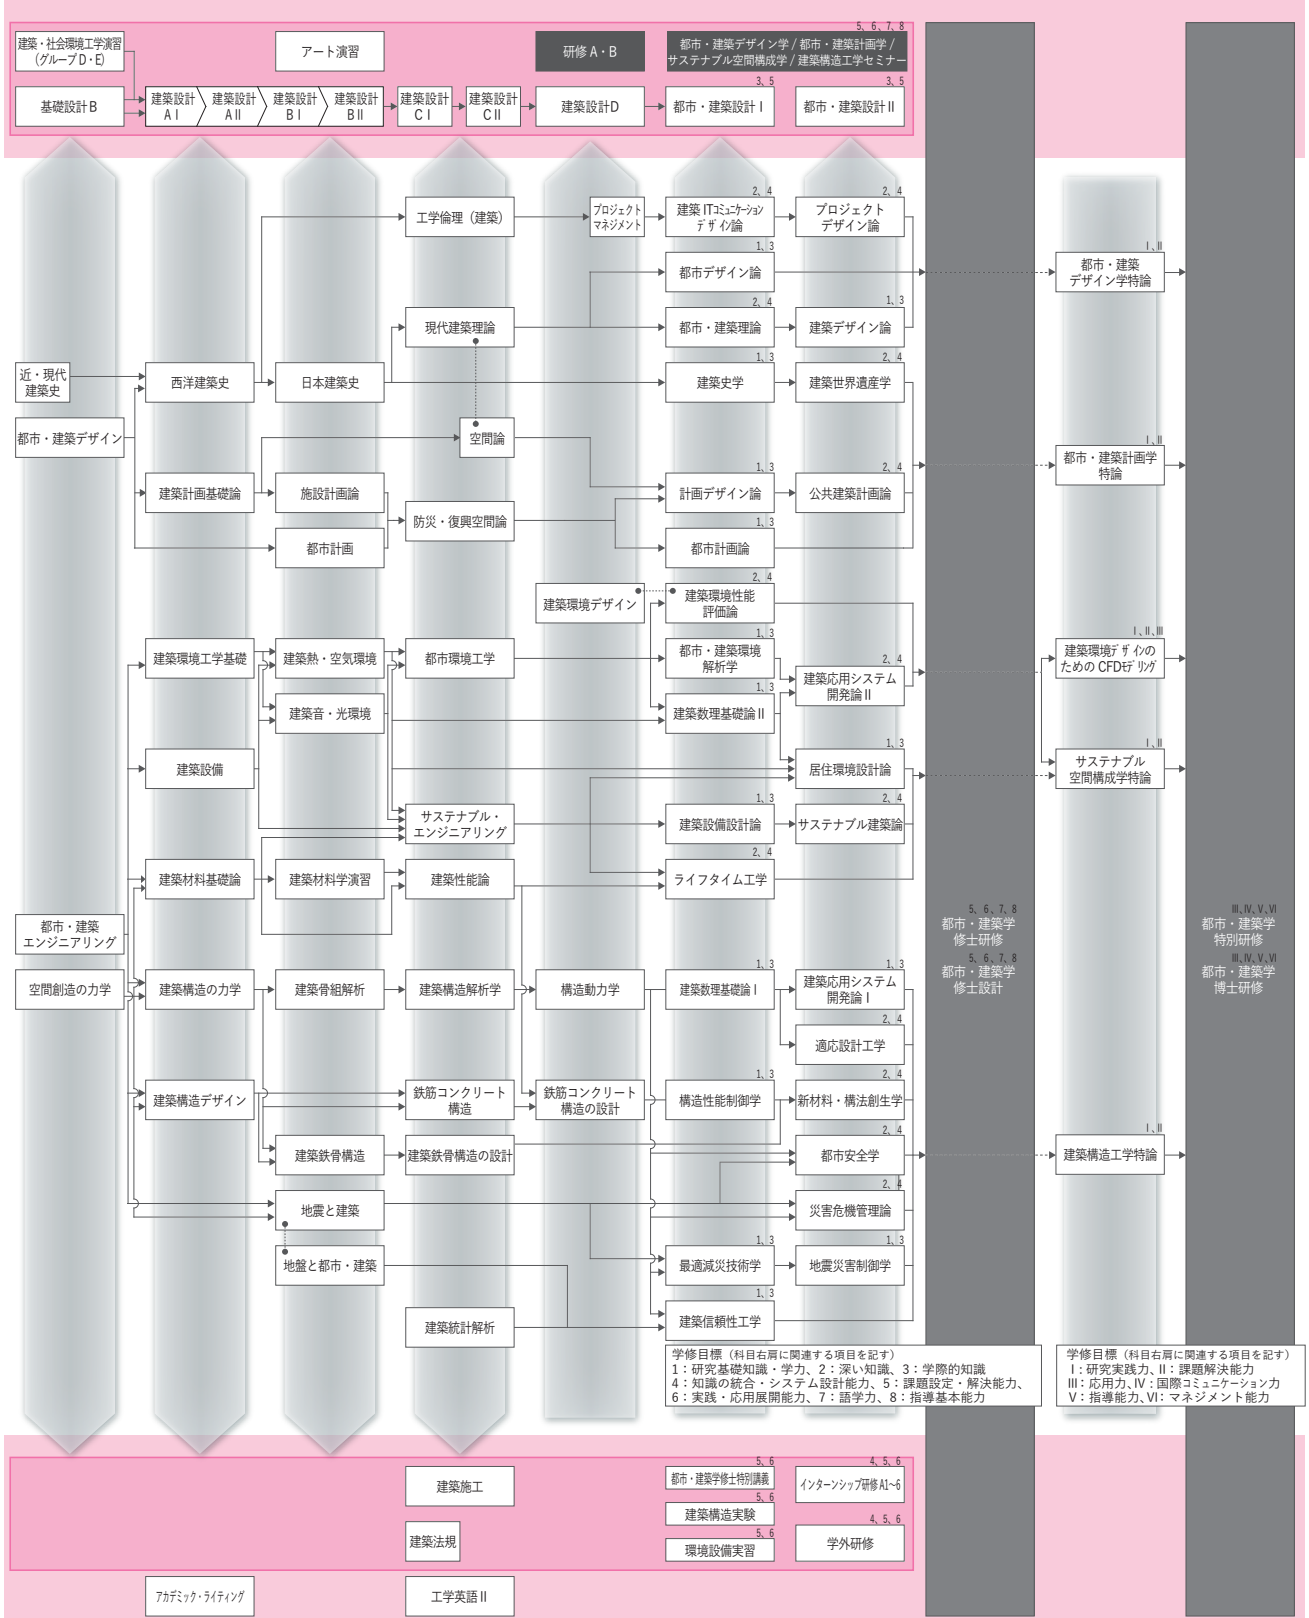 5、6、7、8
建築・社会環境工学演習
（グループD・E）
アート演習
研修 A・B
都市・建築デザイン学 / 都市・建築計画学 /
サステナブル空間構成学 / 建築構造工学セミナー
3、5
3、5
基礎設計 B
建築設計
A I
建築設計
A II
建築設計
B I
建築設計
B II
建築設計
C I
建築設計
C II
建築設計D
都市・建築設計 I
都市・建築設計 II
2、4
2、4
工学倫理（建築）
プロジェクト
マネジメント
建築 ITコミュニケーション
デザイン論
プロジェクト
デザイン論
1、3
都市デザイン論
I 、II
都市・建築
デザイン学特論
2、4
1、3
現代建築理論
都市・建築理論
建築デザイン論
1、3
2、4
近・現代
建築史
西洋建築史
日本建築史
建築史学
建築世界遺産学
都市・建築デザイン
空間論
I 、II
都市・建築計画学
特論
1、3
2、4
建築計画基礎論
施設計画論
計画デザイン論
公共建築計画論
防災・復興空間論
1、3
都市計画
都市計画論
2、4
建築環境デザイン
建築環境性能
評価論
1、3
建築環境工学基礎
建築熱・空気環境
都市環境工学
都市・建築環境
解析学
2、4
建築応用システム
開発論 II
I 、II、III
建築環境デザインの
ための CFDモデリング
1、3
建築音・光環境
建築数理基礎論 II
1、3
建築設備
居住環境設計論
I 、II
サステナブル
空間構成学特論
サステナブル・
エンジニアリング
1、3
建築設備設計論
2、4
サステナブル建築論
2、4
建築材料基礎論
建築材料学演習
建築性能論
ライフタイム工学
都市・建築
エンジニアリング
5、6、7、8
都市・建築学
修士研修
III、IV、V、VI
都市・建築学
特別研修
5、6、7、8
都市・建築学
修士設計
III、IV、V、VI
都市・建築学
博士研修
1、3
1、3
空間創造の力学
建築構造の力学
建築骨組解析
建築構造解析学
構造動力学
建築数理基礎論 I
建築応用システム
開発論 I
2、4
適応設計工学
1、3
2、4
建築構造デザイン
鉄筋コンクリート
構造
鉄筋コンクリート
構造の設計
構造性能制御学
新材料・構法創生学
2、4
建築鉄骨構造
建築鉄骨構造の設計
都市安全学
I 、II
建築構造工学特論
2、4
地震と建築
災害危機管理論
1、3
1、3
地盤と都市・建築
最適減災技術学
地震災害制御学
1、3
建築統計解析
建築信頼性工学
学修目標（科目右肩に関連する項目を記す）
1：研究基礎知識・学力、2：深い知識、3：学際的知識
4：知識の統合・システム設計能力、5：課題設定・解決能力、
6：実践・応用展開能力、7：語学力、8：指導基本能力
学修目標（科目右肩に関連する項目を記す）
I：研究実践力、II：課題解決能力
III：応用力、IV：国際コミュニケーション力
V：指導能力、VI：マネジメント能力
5、6
4、5、6
建築施工
都市・建築学修士特別講義
インターンシップ研修 A1～6
5、6
建築構造実験
建築法規
5、6
環境設備実習
4、5、6
学外研修
アカデミック・ライティング
工学英語 II